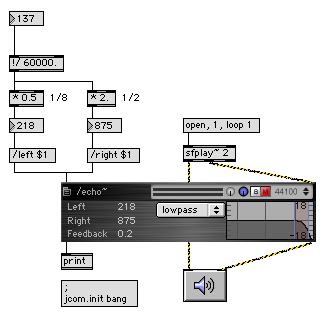 137
!/ 60000.
* 0.5 1/8 * 2. 1/2
218 875 open, 1, loop 1
/left $1 /right $1 sfplay~ 2
/echo~ B M 44100
Left 218 lowpass 18
Right 875
Feedback 0.2 -18
print
;
jcom.init bang